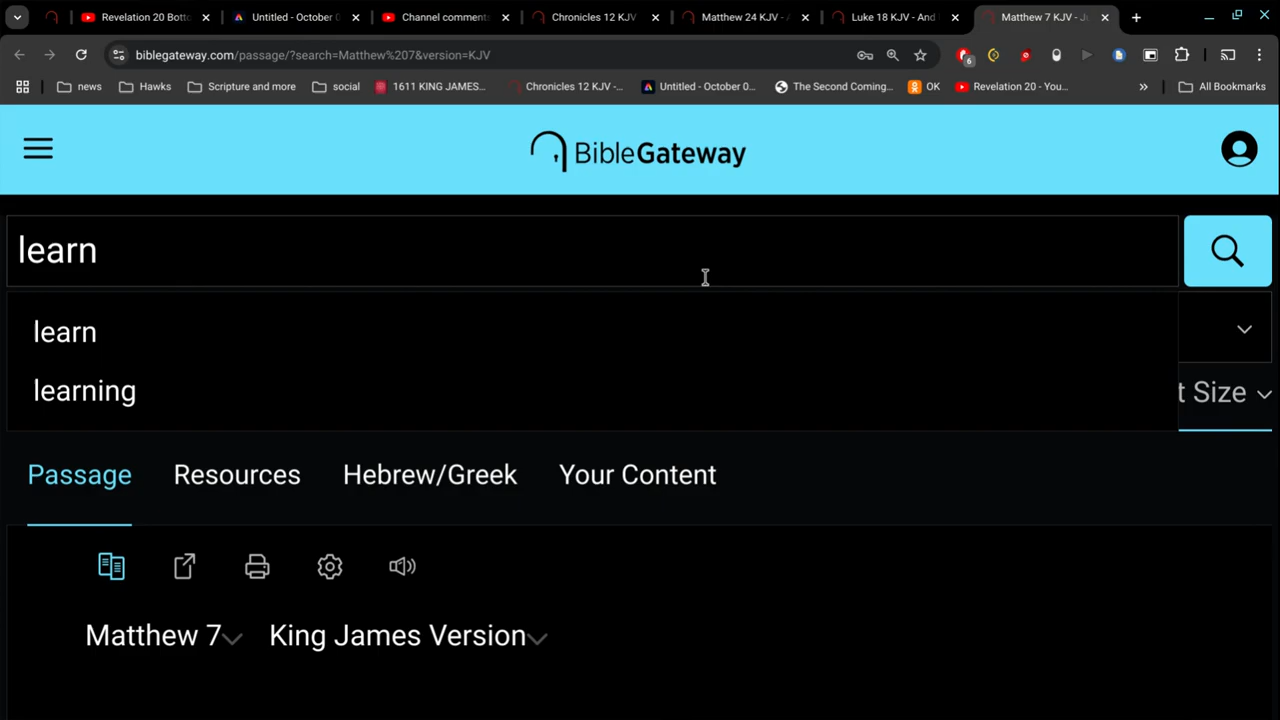 Revelation 20 Bott
Untitled - October 0
Channel comment
Chronicles 12 KJV
Matthew 24 KJV - 
Luke 18 KJV - And
Matthew 7 KJV - J
biblegateway.com/passage/?search=Matthew%207&version=KJV
6
news
Hawks
Scripture and more
social
1611 KING JAMES...
Chronicles 12 KJV -...
Untitled - October 0...
The Second Coming...
OK
Revelation 20 - You...
»
All Bookmarks
BibleGateway
learn
learn
learning
t Size
Passage
Resources
Hebrew/Greek
Your Content
Matthew 7
King James Version